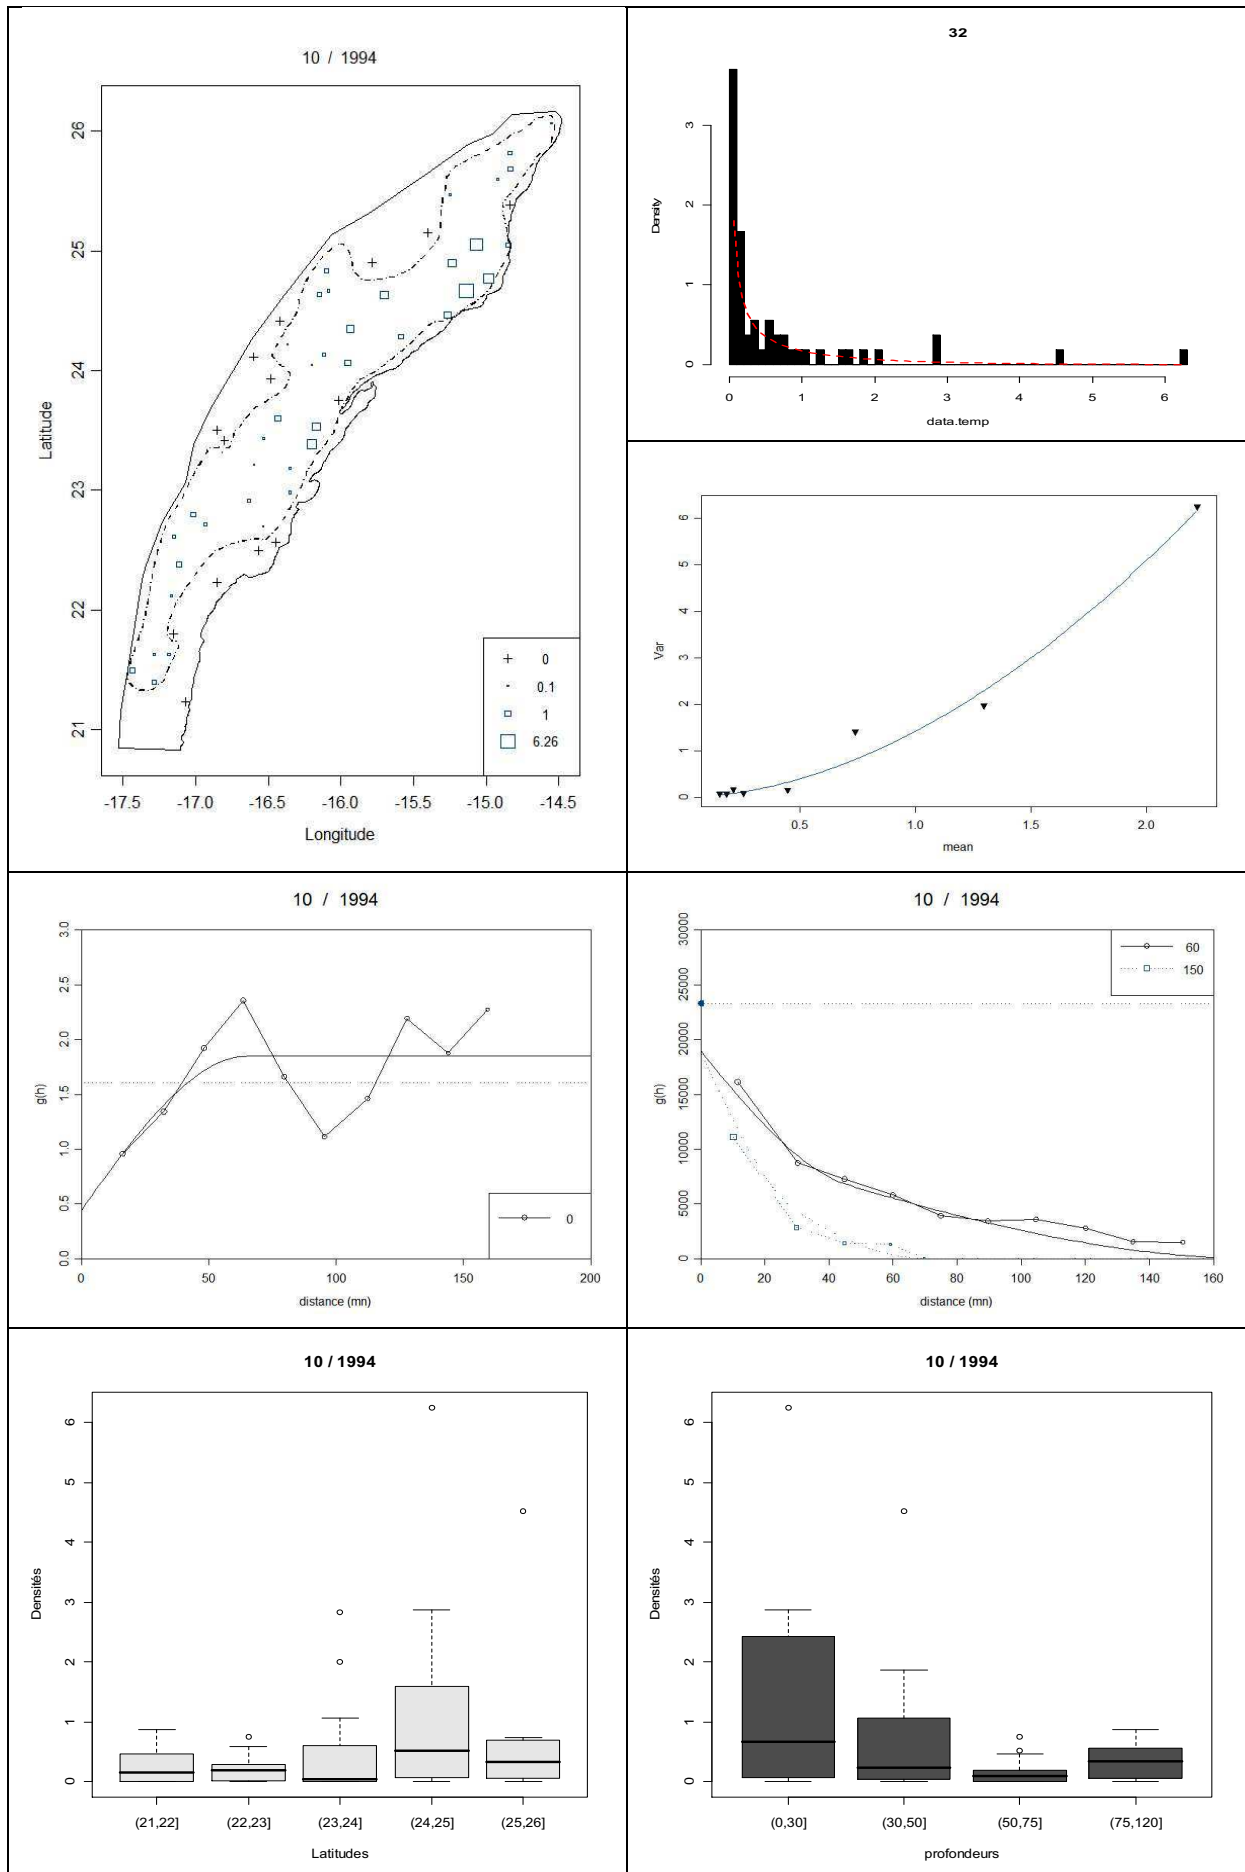 10 / 1994
26
25
24
23
22
21
Latitude
-17.5 -17.0 -16.5 -16.0 -15.5 -15.0 -14.5
Longitude
0
0.1
1
6.26
32
3
2
1
0
Density
0 1 2 3 4 5 6
data.temp
6
5
4
3
2
1
0
Var
0.5 1.0 1.5 2.0
mean
10 / 1994
3.0
2.5
2.0
1.5
1.0
0.5
0.0
g(h)
0
0 50 100 150 200
distance (mn)
10 / 1994
30000
25000
20000
15000
10000
5000
0
g(h)
60
150
0 20 40 60 80 100 120 140 160
distance (mn)
10 / 1994
6
5
4
3
2
1
0
Densités
(21,22] (22,23] (23,24] (24,25] (25,26]
Latitudes
10 / 1994
6
5
4
3
2
1
0
Densités
(0,30] (30,50] (50,75] (75,120]
profondeurs